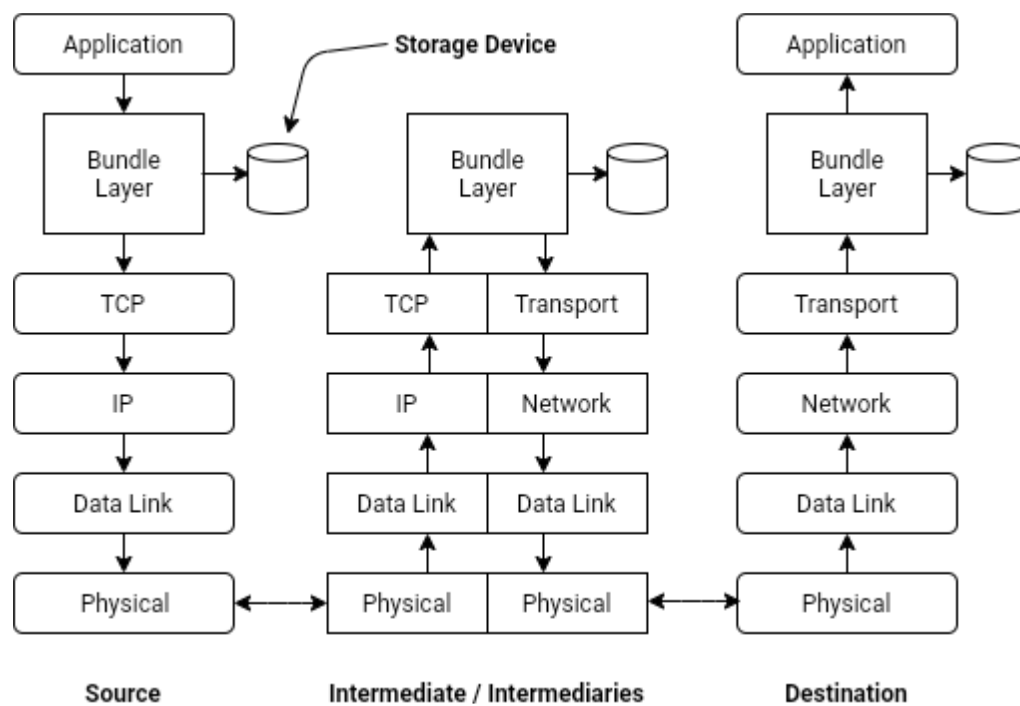 Application
Storage Device
Application
Bundle
Layer
Bundle
Layer
Bundle
Layer
TCP
TCP
Transport
Transport
IP
IP
Network
Network
Data Link
Data Link
Data Link
Data Link
Physical
Physical
Physical
Physical
Source
Intermediate / Intermediaries
Destination